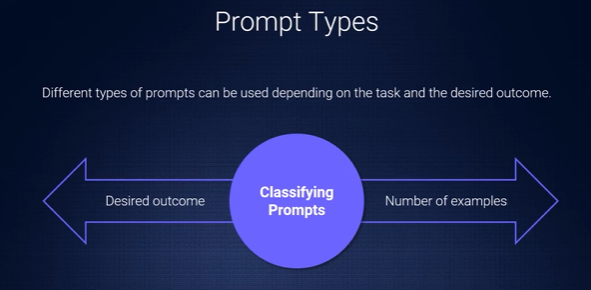 Prompt Types
Different types of prompts can be used depending on the task and the desired outcome.
Desired outcome
Classifying
Prompts
Number of examples